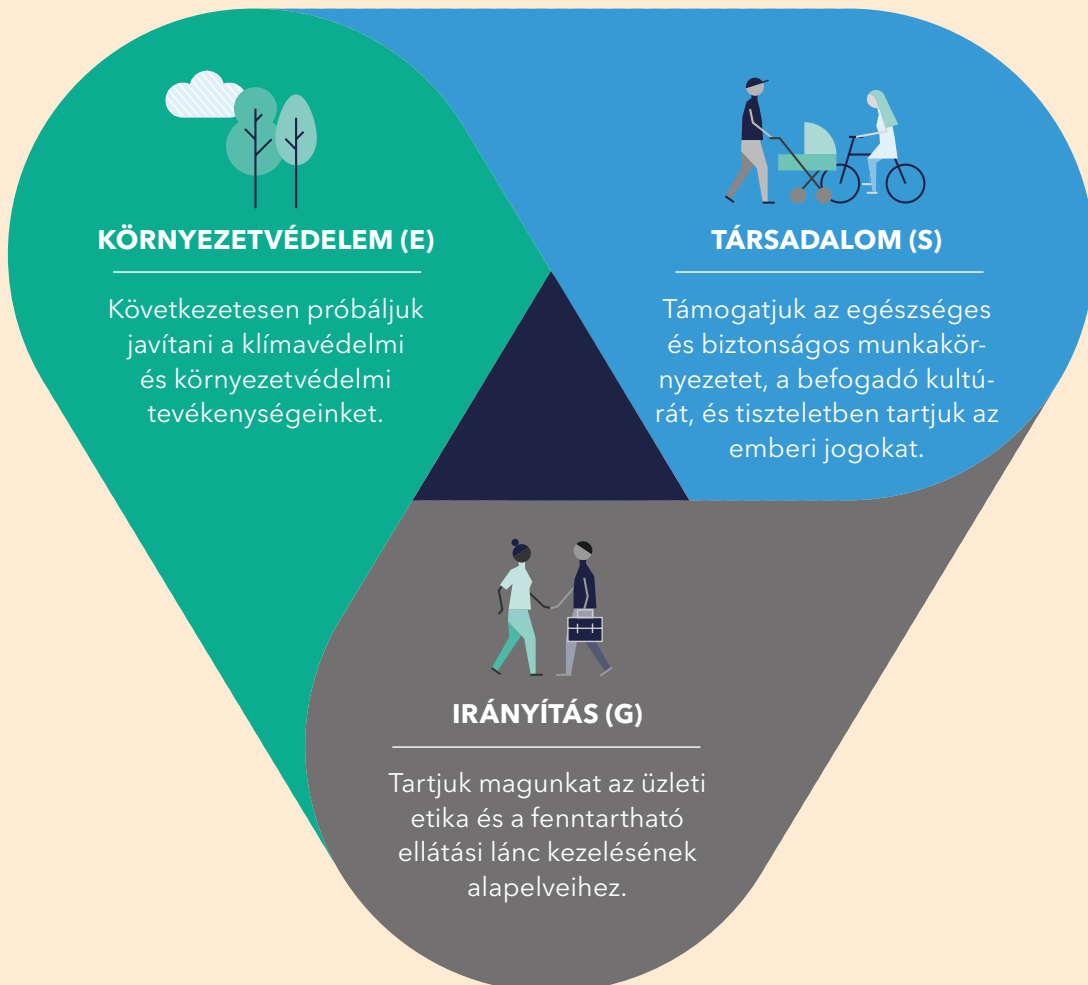 KÖRNYEZETVÉDELEM (E)
Következetesen próbáljuk
javítani a klímavédelmi
és környezetvédelmi
tevékenységeinket.
TÁRSADALOM (S)
Támogatjuk az egészséges
és biztonságos munkakör-
nyezetet, a befogadó kultú-
rát, és tiszteletben tartjuk az
emberi jogokat.
IRÁNYÍTÁS (G)
Tartjuk magunkat az üzleti
etika és a fenntartható
ellátási lánc kezelésének
alapelveihez.